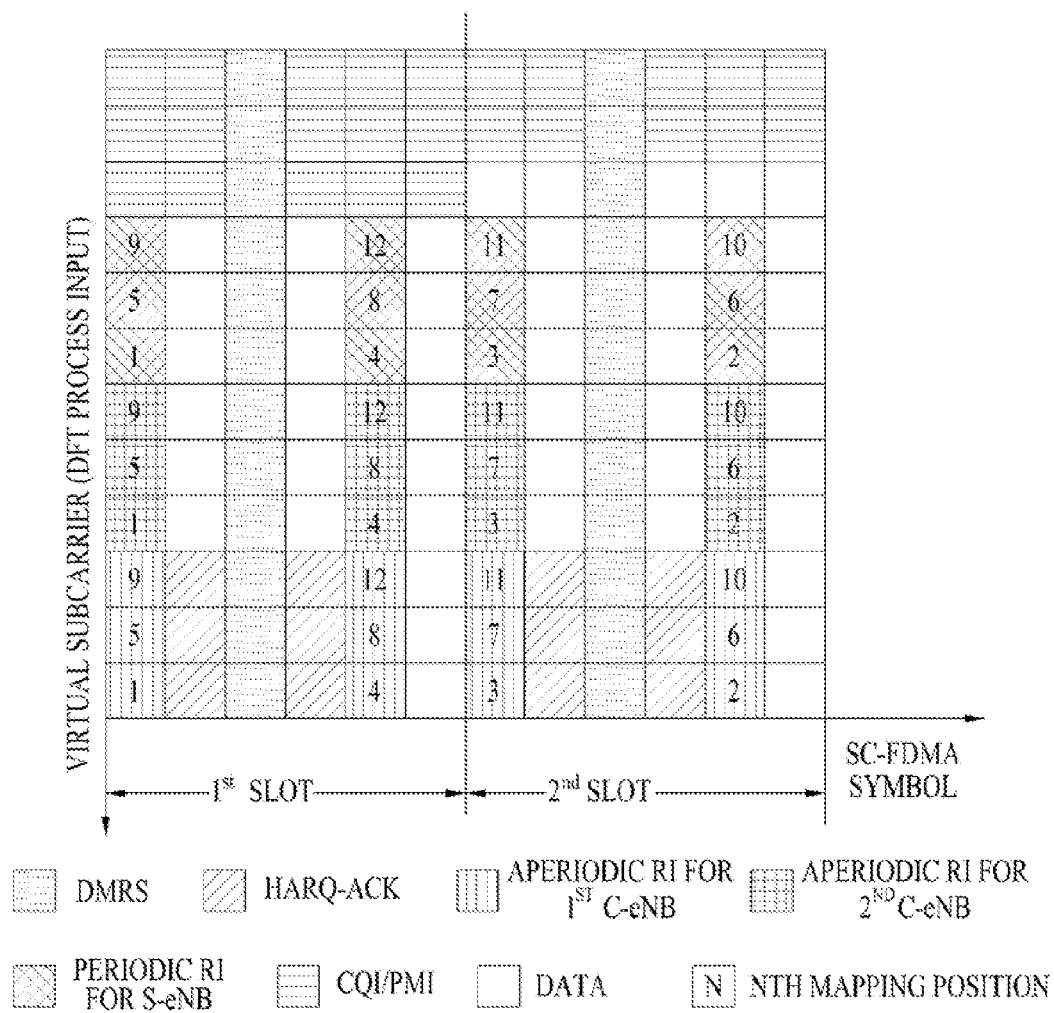 VIRTUAL SUBCARRIER (DFT PROCESS INPUT)
9 12 11 10
5 8 7 6
1 4 3 2
9 12 11 10
5 8 7 6
1 4 3 2
9 12 11 10
5 8 7 6
1 4 3 2
SC-FDMA
SYMBOL
1st SLOT
2nd SLOT
DMRS
HARQ-ACK
APERIODIC RI FOR
1ST C-eNB
APERIODIC RI FOR
2ND C-eNB
PERIODIC RI
FOR S-eNB
CQI/PMI
DATA
N NTH MAPPING POSITION